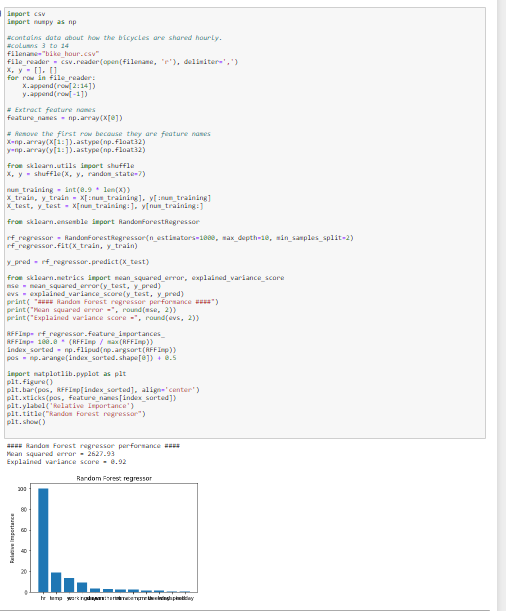 import csv
import numpy as np
#contains data about how the bicycles are shared hourly.
#columns 3 to 14
filename="bike_hour.csv"
file_reader = csv.reader(open(filename, 'r'), delimiter=',')
X, y = [], []
for row in file_reader:
    X.append(row[2:14])
    y.append(row[-1])
# Extract feature names
feature_names = np.array(X[0])
# Remove the first row because they are feature names
X=np.array(X[1:]).astype(np.float32)
y=np.array(y[1:]).astype(np.float32)
from sklearn.utils import shuffle
X, y = shuffle(X, y, random_state=7)
num_training = int(0.9 * len(X))
X_train, y_train = X[:num_training], y[:num_training]
X_test, y_test = X[num_training:], y[num_training:]
from sklearn.ensemble import RandomForestRegressor
rf_regressor = RandomForestRegressor(n_estimators=1000, max_depth=10, min_samples_split=2)
rf_regressor.fit(X_train, y_train)
y_pred = rf_regressor.predict(X_test)
from sklearn.metrics import mean_squared_error, explained_variance_score
mse = mean_squared_error(y_test, y_pred)
evs = explained_variance_score(y_test, y_pred)
print( "#### Random Forest regressor performance ####")
print("Mean squared error =", round(mse, 2))
print("Explained variance score =", round(evs, 2))
RFFImp= rf_regressor.feature_importances_
RFFImp= 100.0 * (RFFImp / max(RFFImp))
index_sorted = np.flipud(np.argsort(RFFImp))
pos = np.arange(index_sorted.shape[0]) + 0.5
import matplotlib.pyplot as plt
plt.figure()
plt.bar(pos, RFFImp[index_sorted], align='center')
plt.xticks(pos, feature_names[index_sorted])
plt.ylabel('Relative Importance')
plt.title("Random Forest regressor")
plt.show()
#### Random Forest regressor performance ####
Mean squared error = 2627.93
Explained variance score = 0.92
Random Forest regressor
Relative Importance
100
80
60
40
20
0
hr temp